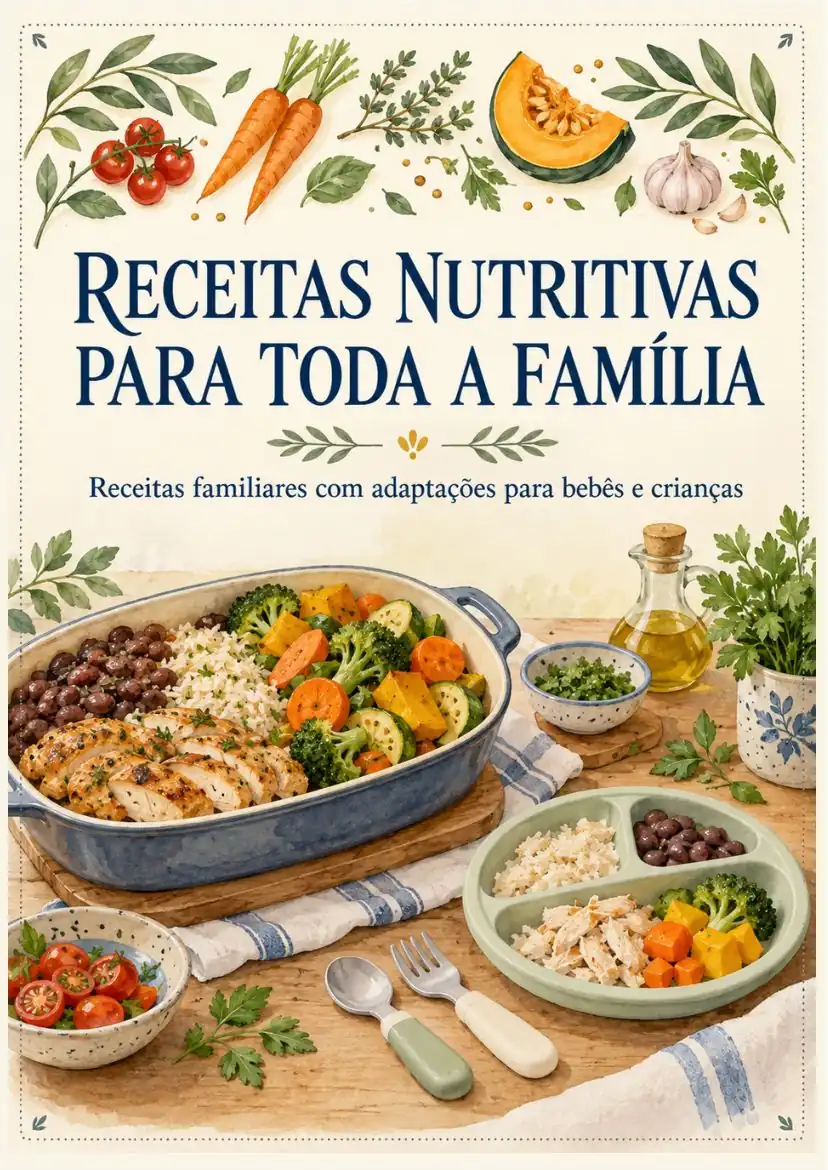 Receitas Nutritivas
para Toda a Família
Receitas familiares com adaptações para bebês e crianças